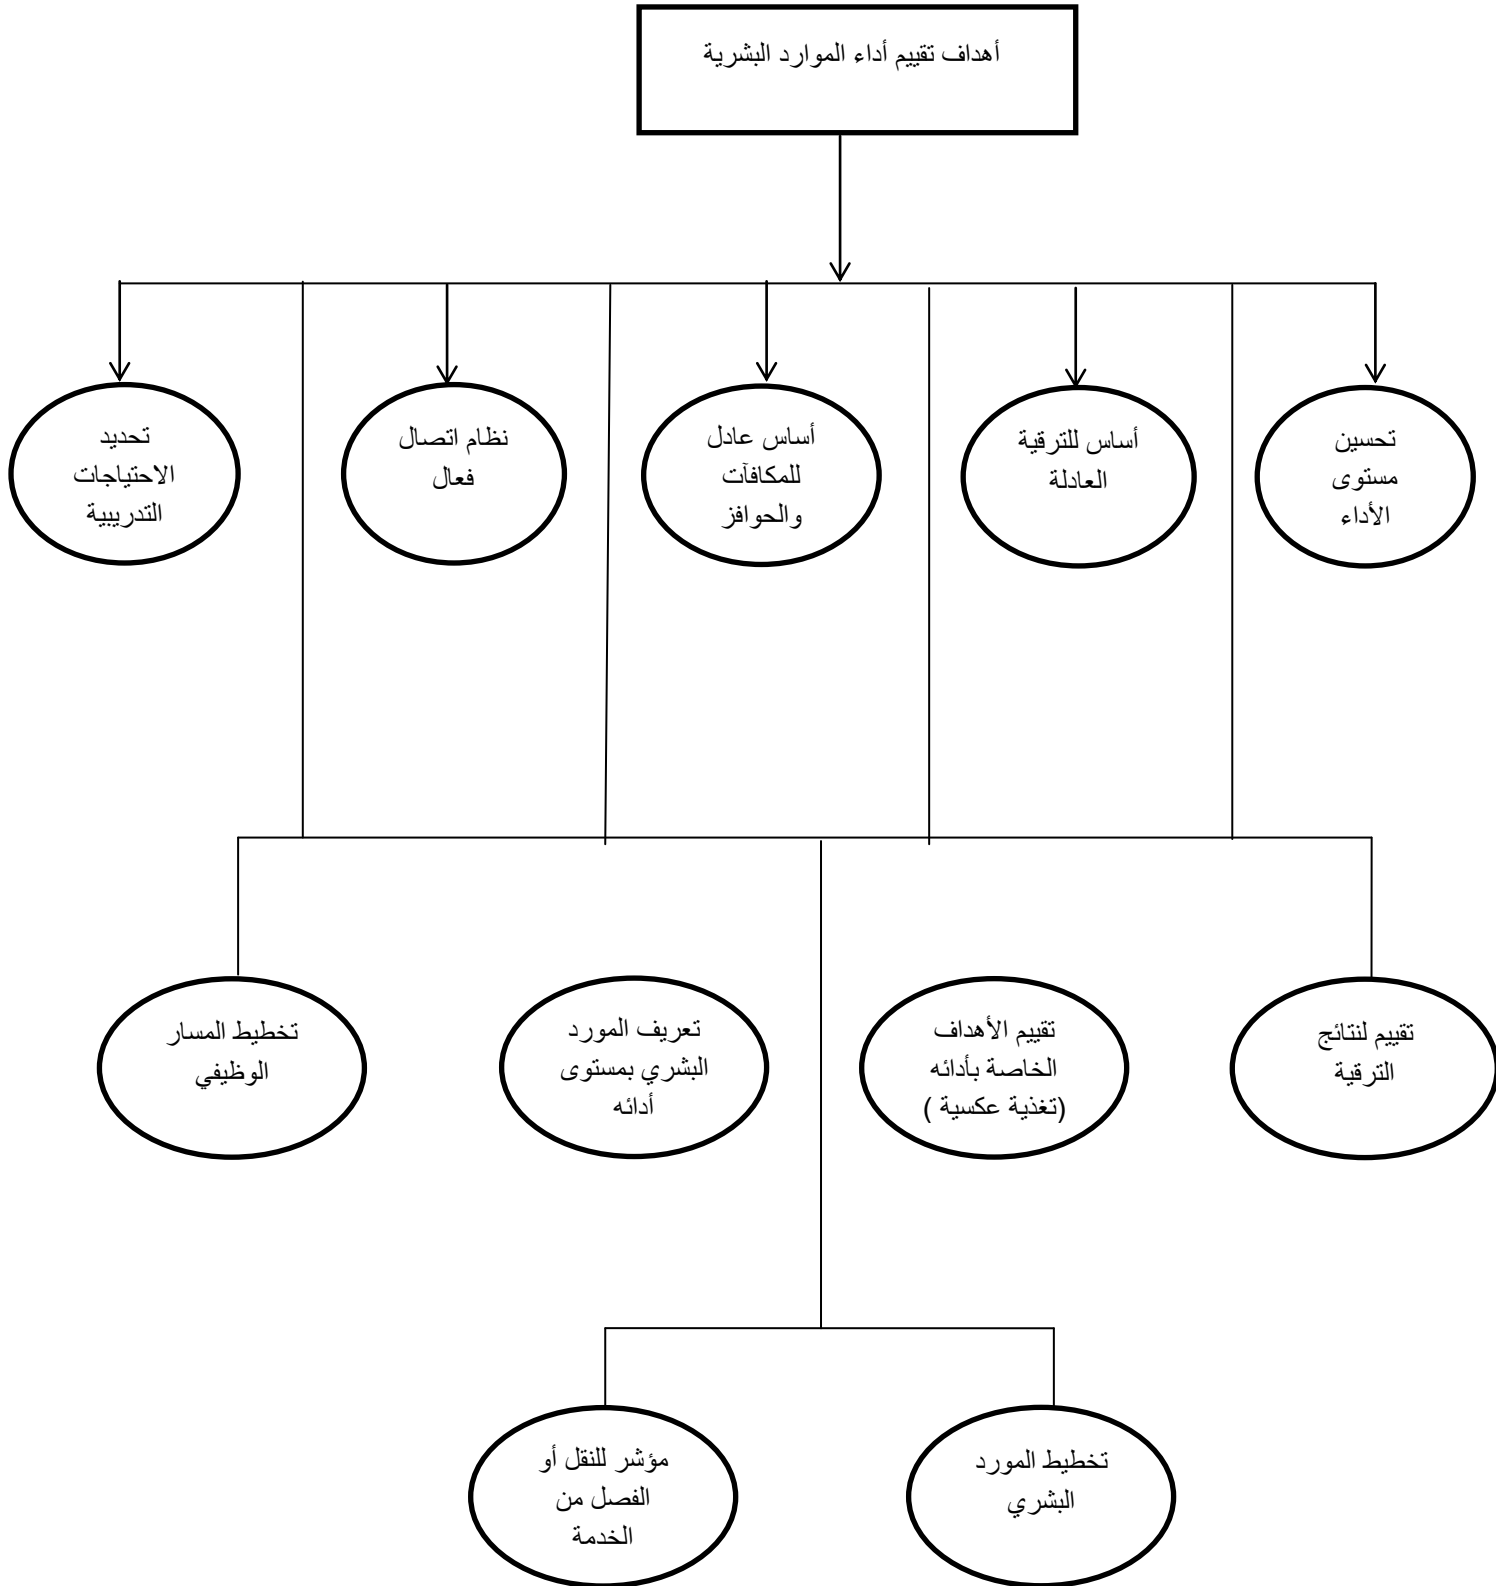 أهداف تقييم أداء الموارد البشرية
تحسين
مستوى
الأداء
أساس للترقية
العادلة
أساس عادل
للمكافآت
والحوافز
نظام اتصال
فعال
تحديد
الاحتياجات
التدريبية
تقييم لنتائج
الترقية
تقييم الأهداف
الخاصة بأدائه
(تغذية عكسية )
تعريف المورد
البشري بمستوى
أدائه
تخطيط المسار
الوظيفي
تخطيط المورد
البشري
مؤشر للنقل أو
الفصل من
الخدمة